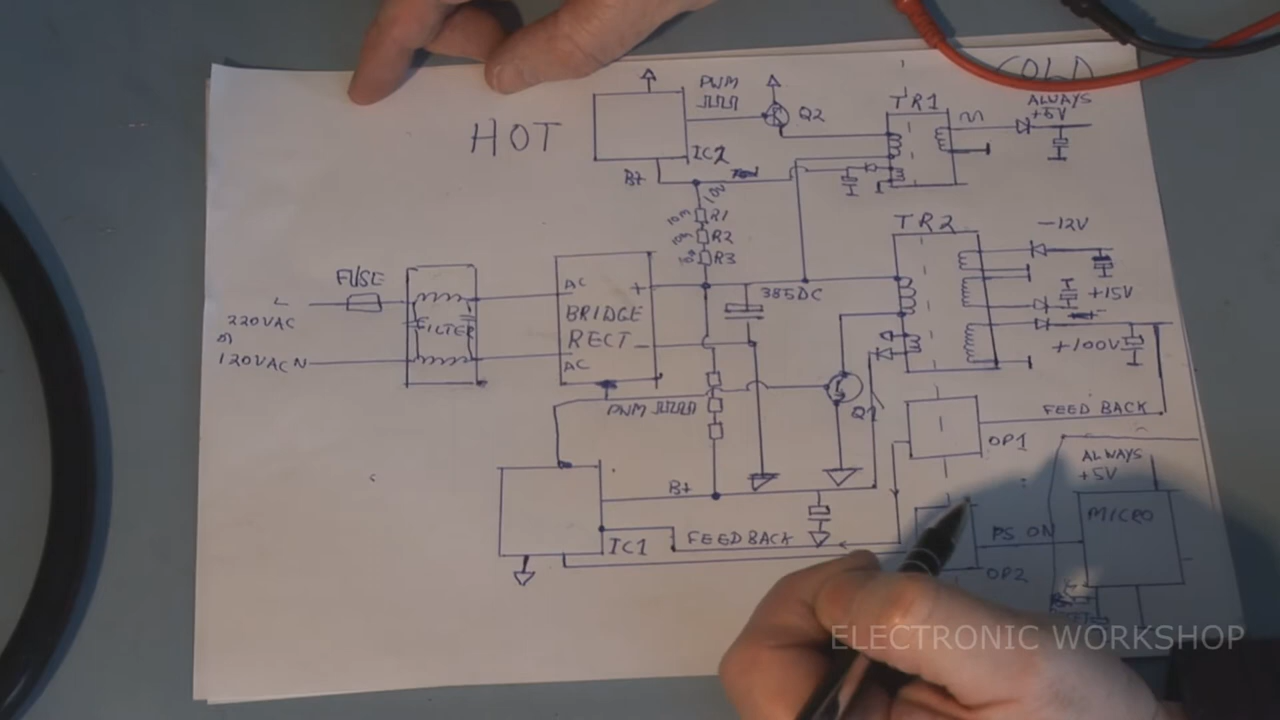 HOT
COLD
PWM
Q2
IC2
B+
TR1
ALWAYS
+5V
R1
R2
R3
TR2
-12V
+15V
+100V
FUSE
L
220VAC
120VAC N
FILTER
AC
+
BRIDGE
RECT -
AC
385DC
PWM
Q1
FEED BACK
OP1
B+
IC1
FEED BACK
ALWAYS
+5V
MICRO
PS ON
OP2
ELECTRONIC WORKSHOP